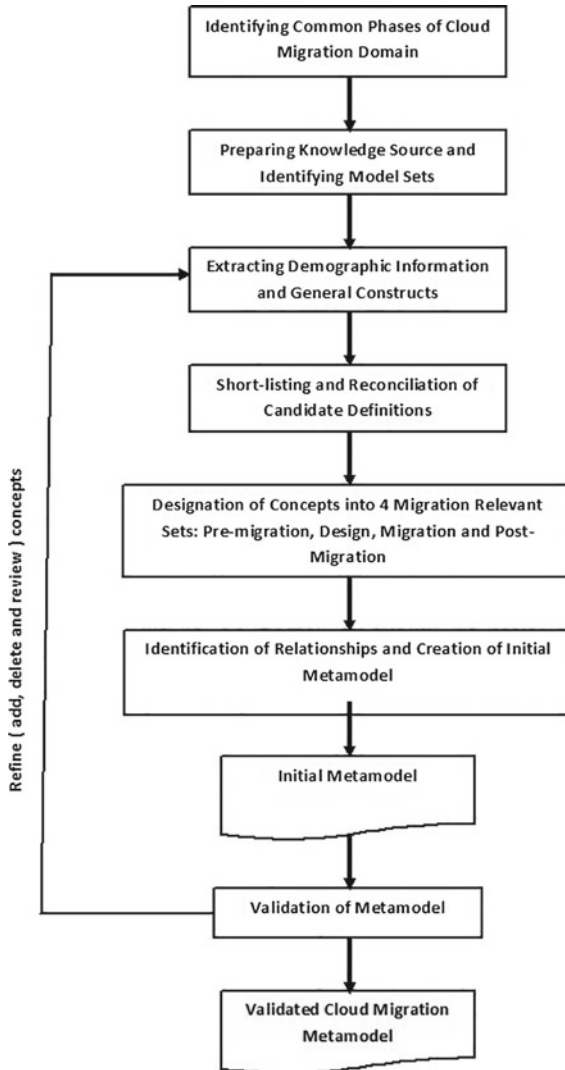 Identifying Common Phases of Cloud
Migration Domain
Preparing Knowledge Source and
Identifying Model Sets
Extracting Demographic Information
and General Constructs
Short-listing and Reconciliation of
Candidate Definitions
Designation of Concepts into 4 Migration Relevant
Sets: Pre-migration, Design, Migration and Post-
Migration
Identification of Relationships and Creation of Initial
Metamodel
Initial Metamodel
Validation of Metamodel
Validated Cloud Migration
Metamodel
Refine ( add, delete and review ) concepts